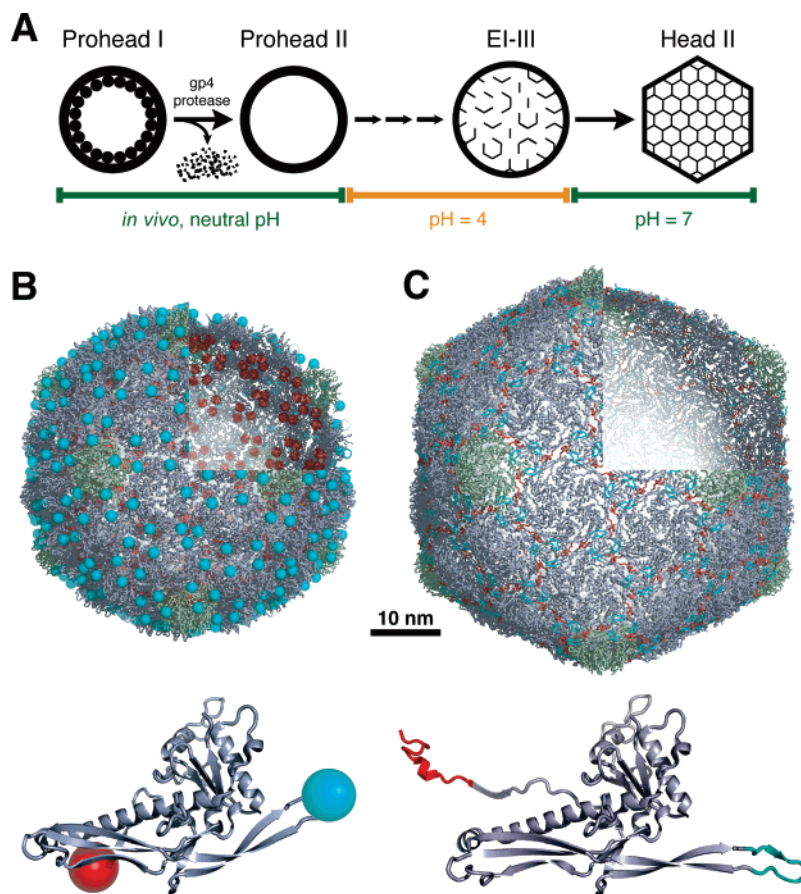 A
Prohead I
Prohead II
EI-III
Head II
gp4
protease
in vivo, neutral pH
pH = 4
pH = 7
B
C
10 nm